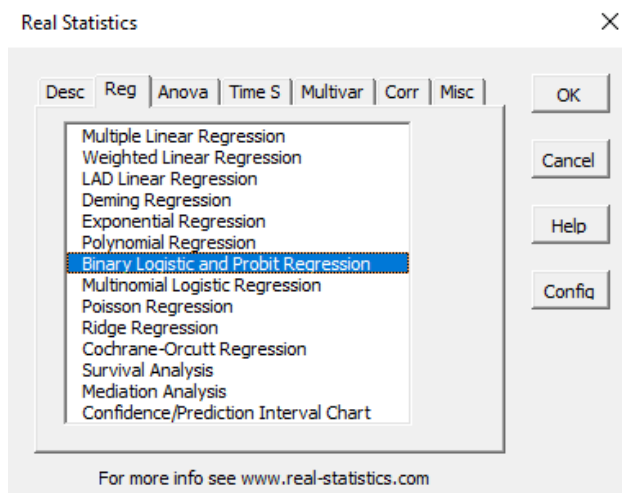 Real Statistics
Desc Reg Anova Time S Multivar Corr Misc
OK
Cancel
Help
Config
Multiple Linear Regression
Weighted Linear Regression
LAD Linear Regression
Deming Regression
Exponential Regression
Polynomial Regression
Binary Logistic and Probit Regression
Multinomial Logistic Regression
Poisson Regression
Ridge Regression
Cochrane-Orcutt Regression
Survival Analysis
Mediation Analysis
Confidence/Prediction Interval Chart
For more info see www.real-statistics.com